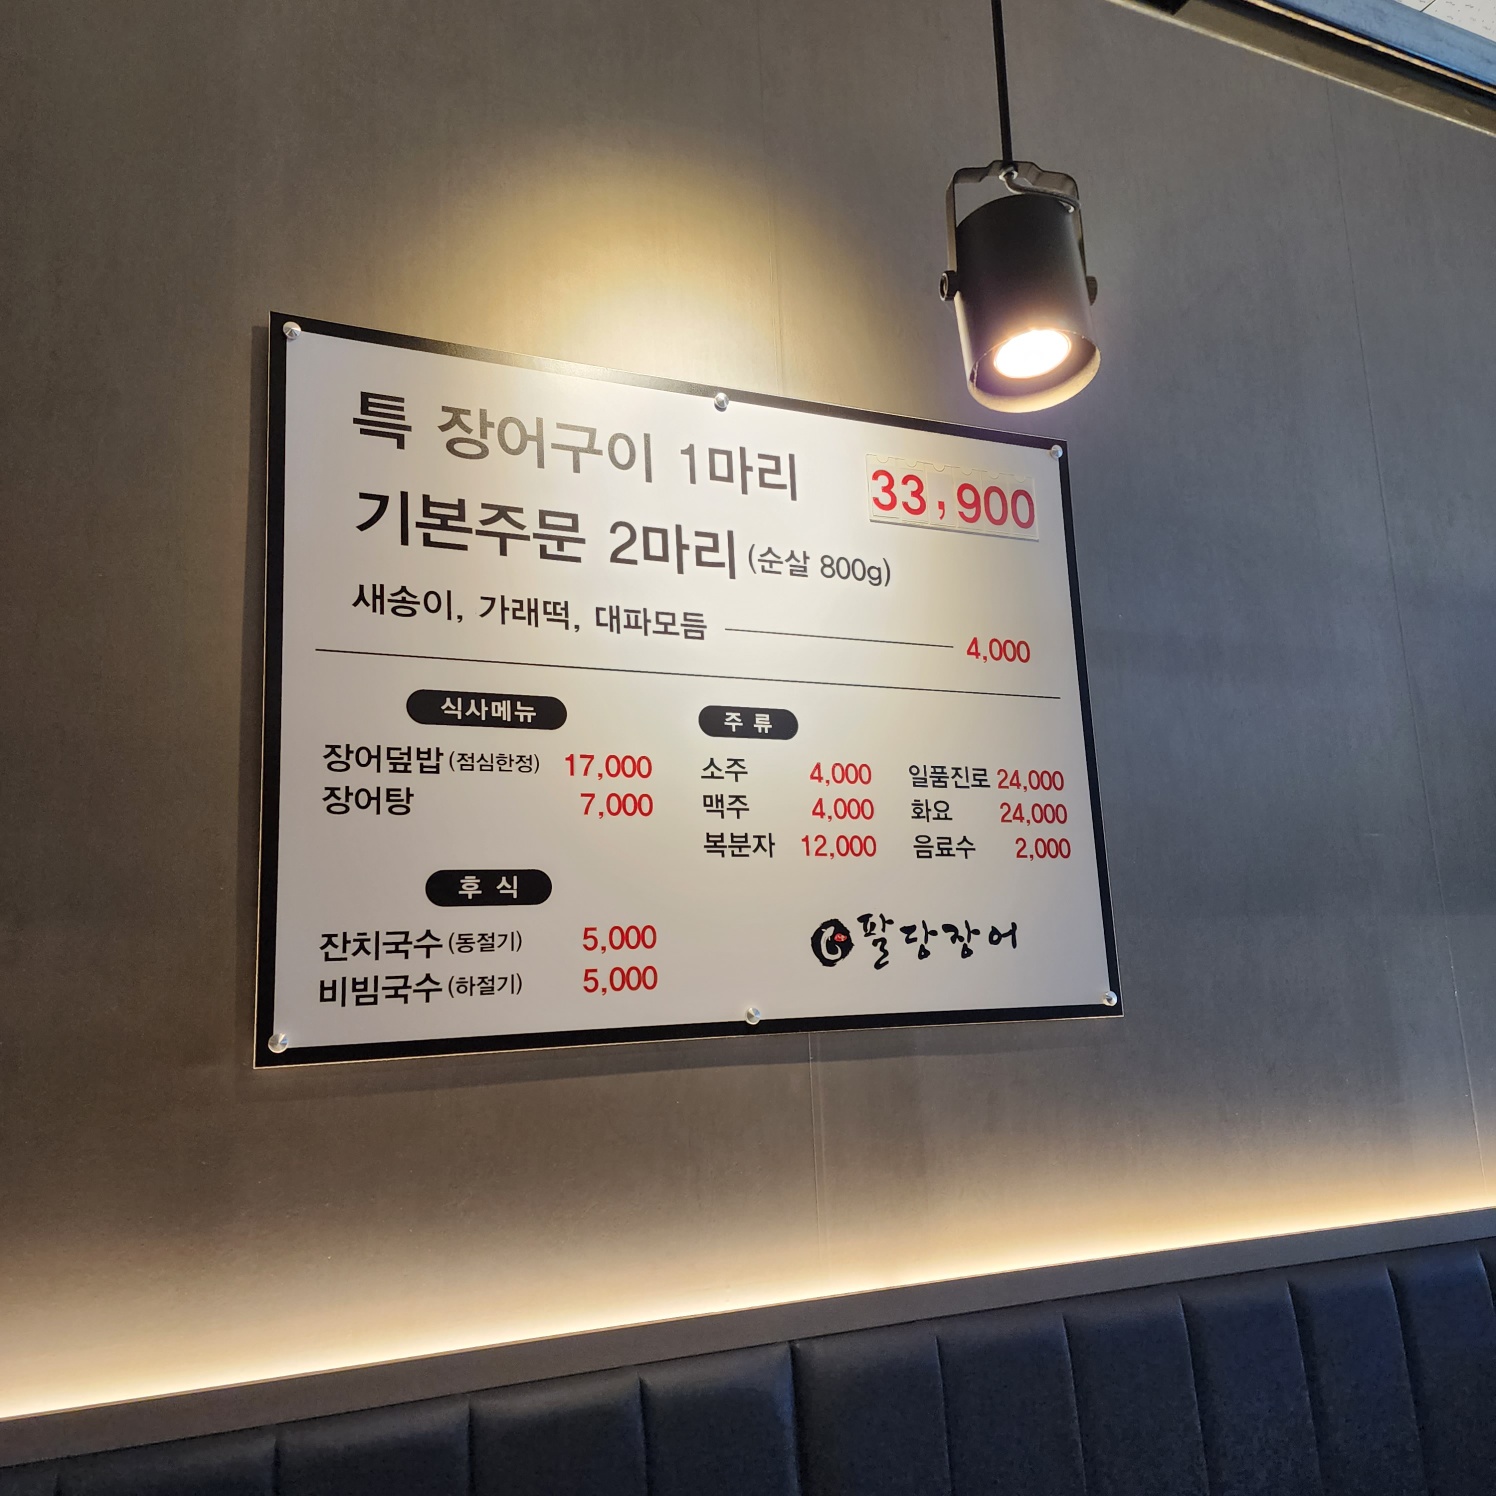 특 장어구이 1마리 33,900
기본주문 2마리 (순살 800g)
새송이, 가래떡, 대파모듬 4,000
식사메뉴
장어덮밥 (점심한정) 17,000
장어탕 7,000
주 류
소주 4,000 일품진로 24,000
맥주 4,000 화요 24,000
복분자 12,000 음료수 2,000
후 식
잔치국수 (동절기) 5,000
비빔국수 (하절기) 5,000
팔당장어